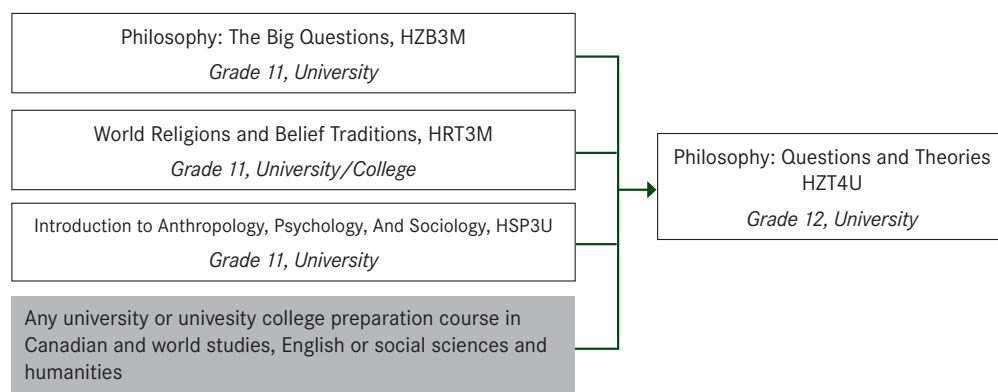 Philosophy: The Big Questions, HZB3M
Grade 11, University
World Religions and Belief Traditions, HRT3M
Grade 11, University/College
Introduction to Anthropology, Psychology, And Sociology, HSP3U
Grade 11, University
Any university or univesity college preparation course in
Canadian and world studies, English or social sciences and
humanities
Philosophy: Questions and Theories
HZT4U
Grade 12, University